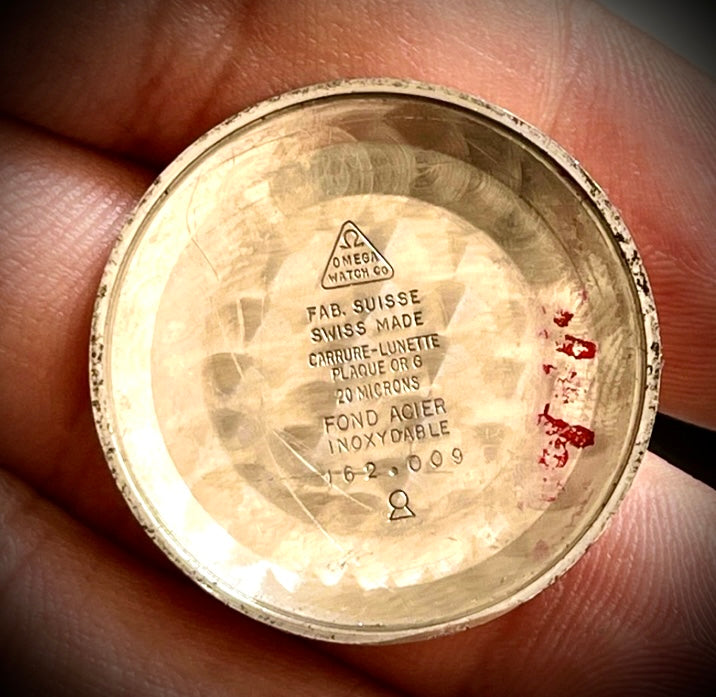 Ω
OMEGA
WATCH Co
FAB. SUISSE
SWISS MADE
CARRURE-LUNETTE
PLAQUE OR G
20 MICRONS
FOND ACIER
INOXYDABLE
162.009